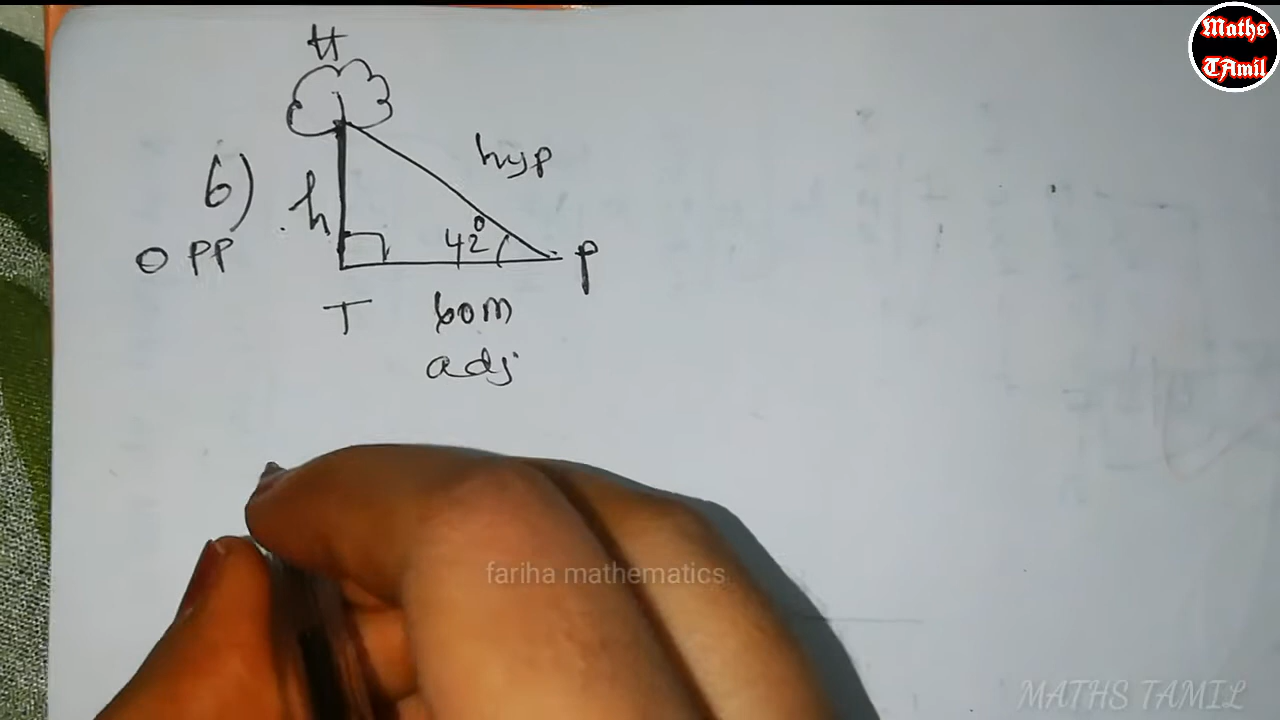 Maths
TAmil
H
hyp
6)
h
42°
OPP
P
T
60m
adj
fariha mathematics
MATHS TAMIL